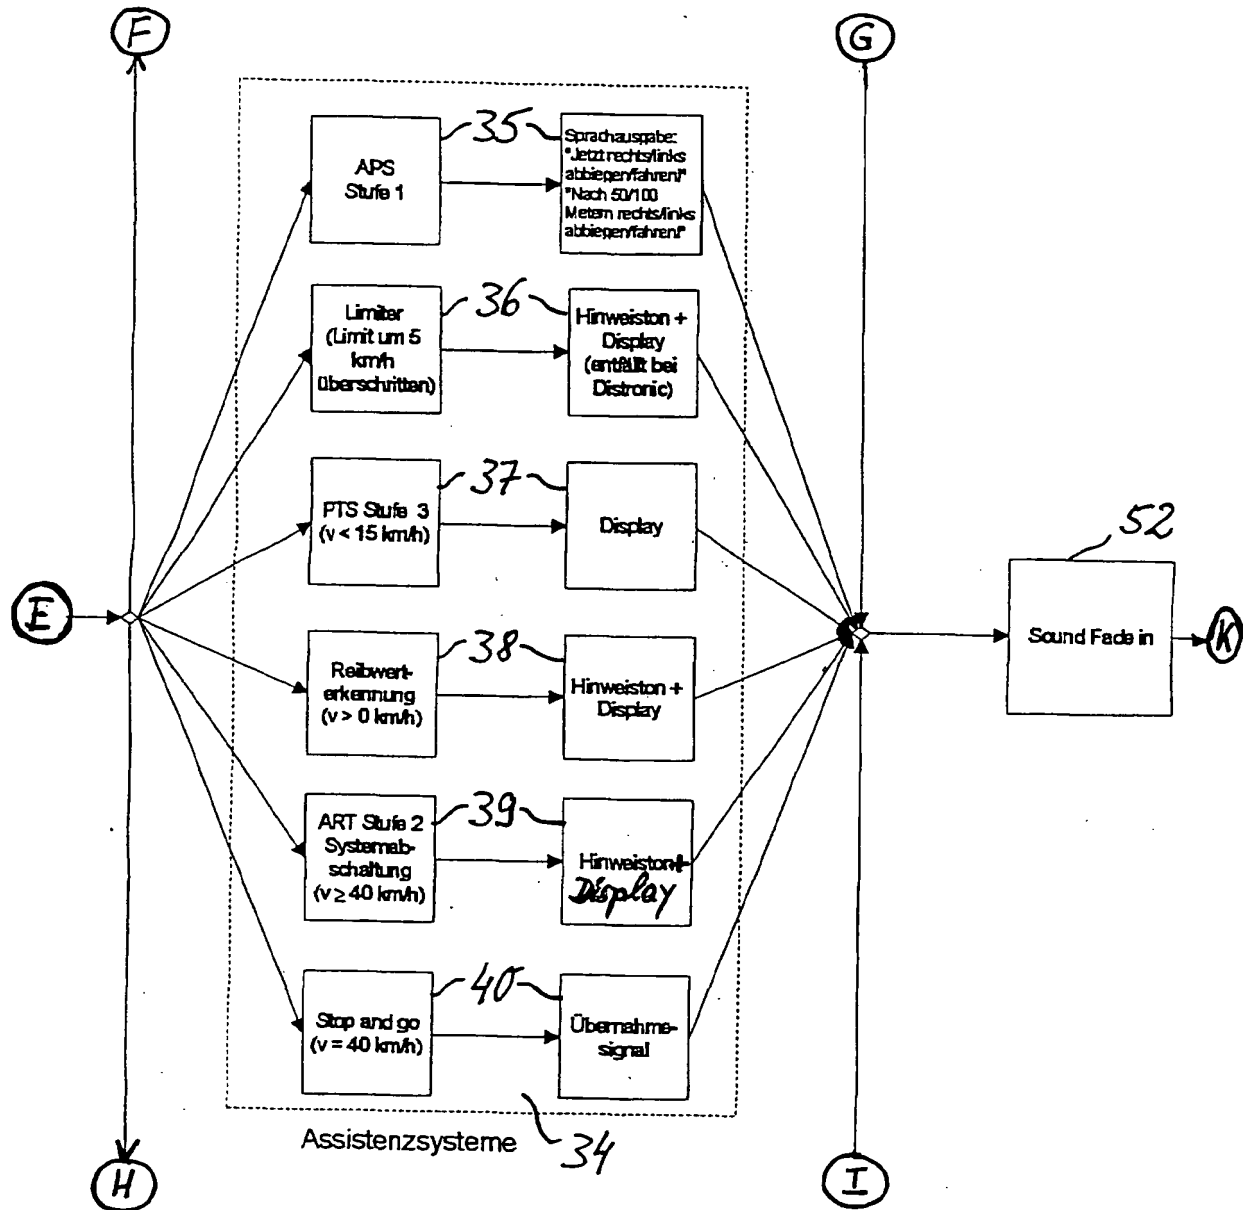 F
G
35
APS
Stufe 1
Sprachausgabe:
"Jetzt rechts/links
abbiegen/fahren!"
"Nach 50/100
Metern rechts/links
abbiegen/fahren!"
36
Limiter
(Limit um 5
km/h
überschritten)
Hinweiston +
Display
(entfällt bei
Distronic)
37
PTS Stufe 3
(v < 15 km/h)
Display
52
E
Sound Fade in
K
38
Reibwert-
erkennung
(v > 0 km/h)
Hinweiston +
Display
39
ART Stufe 2
Systemab-
schaltung
(v ≥ 40 km/h)
Hinweiston+
Display
40
Stop and go
(v = 40 km/h)
Übernahme-
signal
Assistenzsysteme
34
H
I